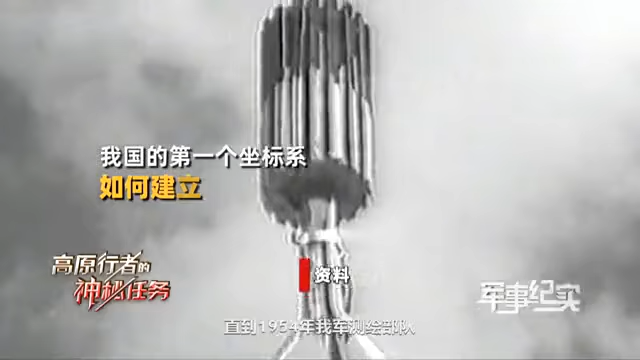 我国的第一个坐标系
如何建立
高原行者的
神秘任务
资料
军事纪实
直到1954年我军测绘部队